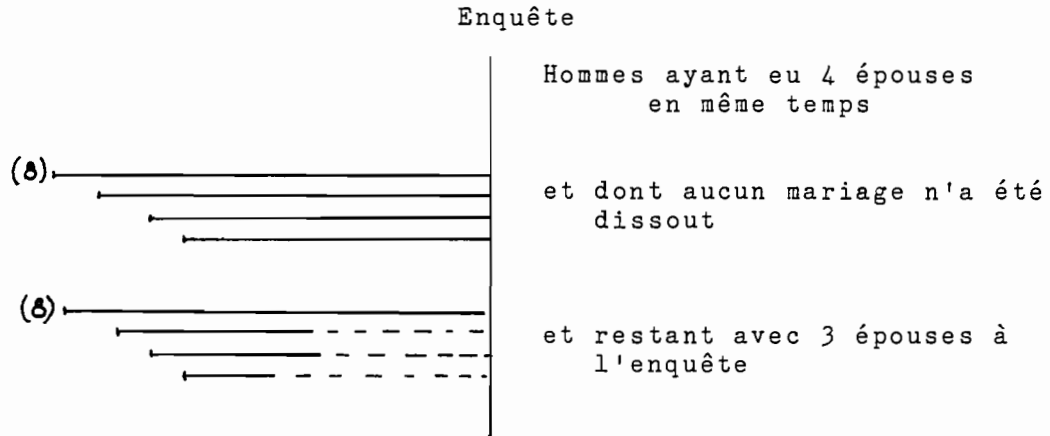 Enquête
Hommes ayant eu 4 épouses
en même temps
(8)
et dont aucun mariage n'a été
dissout
(8)
et restant avec 3 épouses à
l'enquête